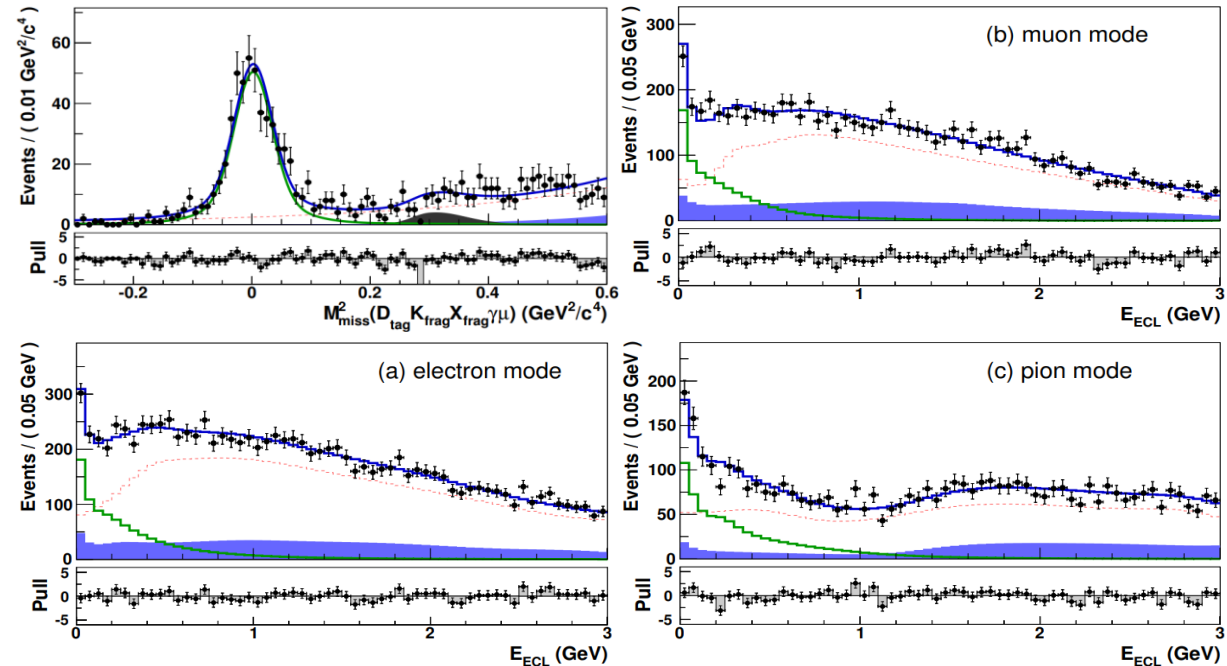 Events / ( 0.01 GeV²/c⁴)
60
40
20
0
Pull
5
0
-5
-0.2 0 0.2 0.4 0.6
M²miss(DtagKfragXfragγμ) (GeV²/c⁴)
(b) muon mode
Events / ( 0.05 GeV)
300
200
100
0
Pull
5
0
-5
0 1 2 3
EECL (GeV)
(a) electron mode
Events / ( 0.05 GeV)
300
200
100
0
Pull
5
0
-5
0 1 2 3
EECL (GeV)
(c) pion mode
Events / ( 0.05 GeV)
200
150
100
50
0
Pull
5
0
-5
0 1 2 3
EECL (GeV)